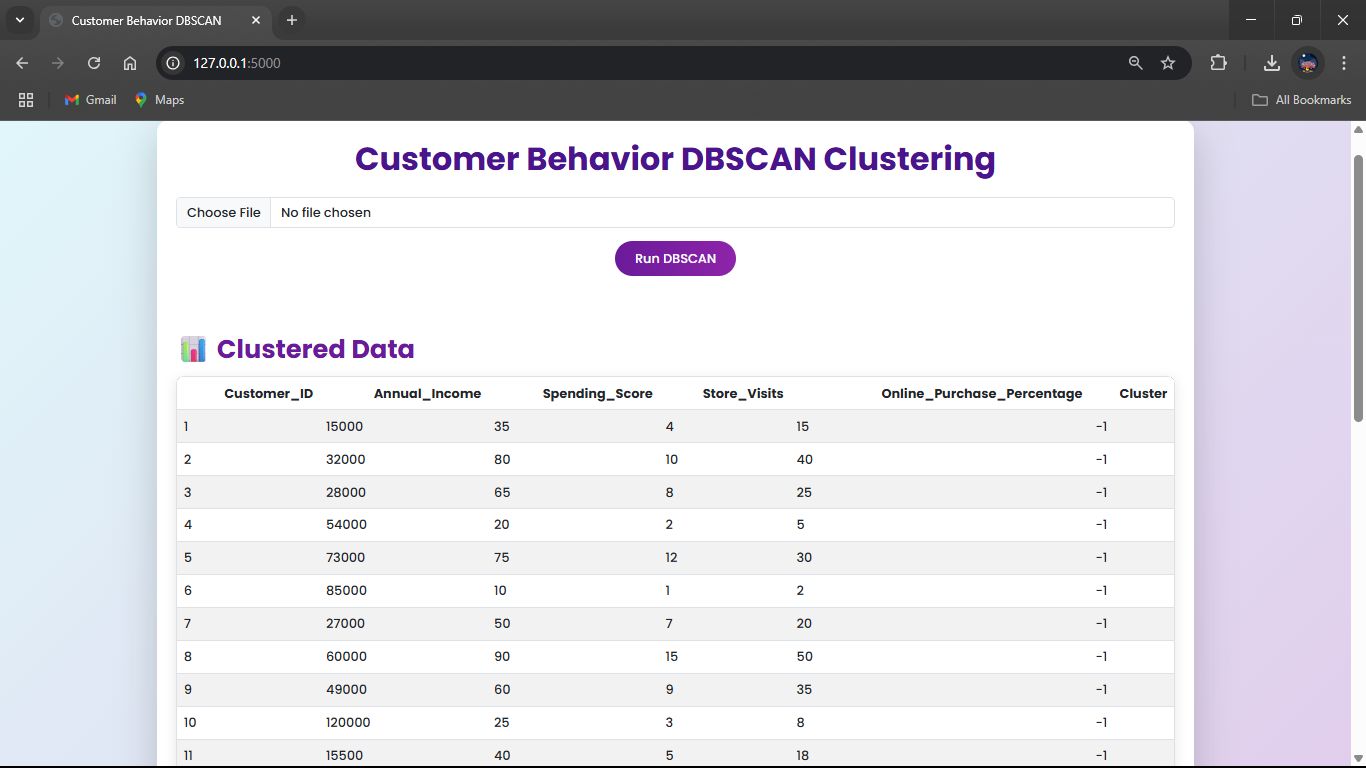 Customer Behavior DBSCAN
127.0.0.1:5000
Gmail Maps All Bookmarks
Customer Behavior DBSCAN Clustering
Choose File No file chosen
Run DBSCAN
Clustered Data
Customer_ID Annual_Income Spending_Score Store_Visits Online_Purchase_Percentage Cluster
1 15000 35 4 15 -1
2 32000 80 10 40 -1
3 28000 65 8 25 -1
4 54000 20 2 5 -1
5 73000 75 12 30 -1
6 85000 10 1 2 -1
7 27000 50 7 20 -1
8 60000 90 15 50 -1
9 49000 60 9 35 -1
10 120000 25 3 8 -1
11 15500 40 5 18 -1